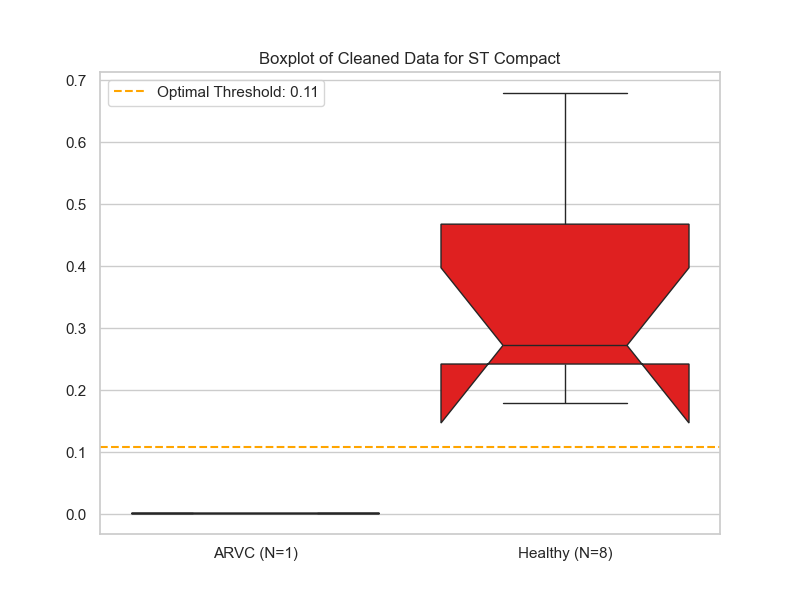 Boxplot of Cleaned Data for ST Compact
Optimal Threshold: 0.11
0.7
0.6
0.5
0.4
0.3
0.2
0.1
0.0
ARVC (N=1)
Healthy (N=8)